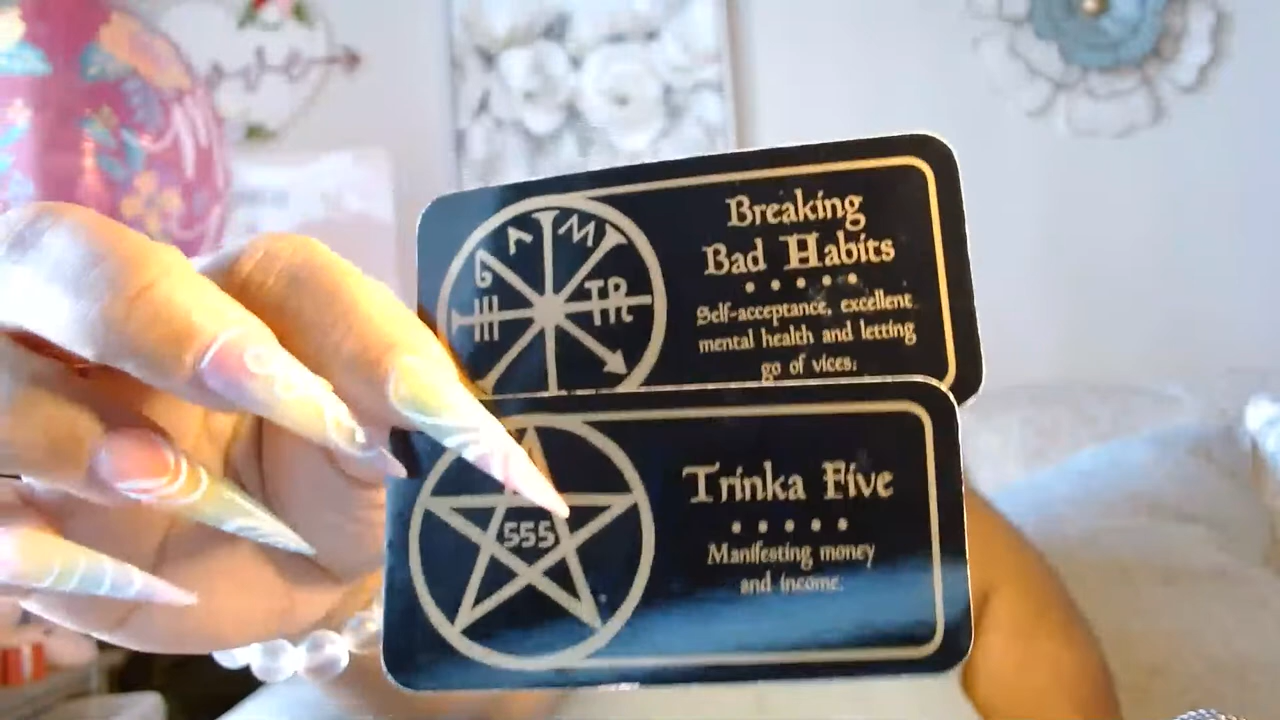 Breaking
Bad Habits
Self-acceptance, excellent
mental health and letting
go of vices.
G A M
TR
Trinka Five
555
Manifesting money
and income.